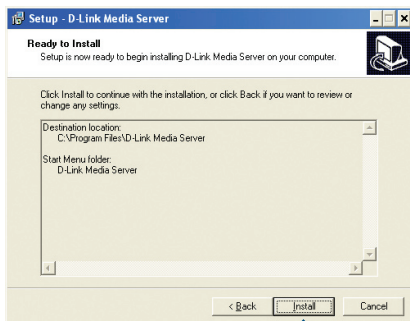 Setup - D-Link Media Server
Ready to Install
Setup is now ready to begin installing D-Link Media Server on your computer.
Click Install to continue with the installation, or click Back if you want to review or
change any settings.
Destination location:
C:\Program Files\D-Link Media Server
Start Menu folder:
D-Link Media Server
< Back
Install
Cancel